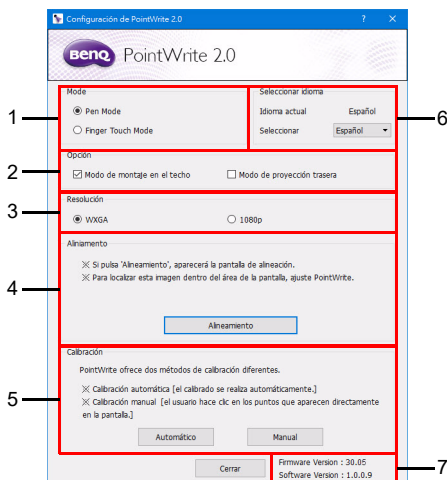 Configuración de PointWrite 2.0
? ×
BenQ PointWrite 2.0
Mode
Pen Mode
Finger Touch Mode
1
Seleccionar idioma
Idioma actual Español
Seleccionar Español
6
Opción
Modo de montaje en el techo Modo de proyección trasera
2
Resolución
WXGA 1080p
3
Aliniamento
※ Si pulsa 'Alineamiento', aparecerá la pantalla de alineación.
※ Para localizar esta imagen dentro del área de la pantalla, ajuste PointWrite.
4
Alineamiento
Calibración
PointWrite ofrece dos métodos de calibración diferentes.
※ Calibración automática [el calibrado se realiza automáticamente.]
※ Calibración manual [el usuario hace clic en los puntos que aparecen directamente
en la pantalla.]
5
Automático Manual
Cerrar
Firmware Version : 30.05
Software Version : 1.0.0.9
7